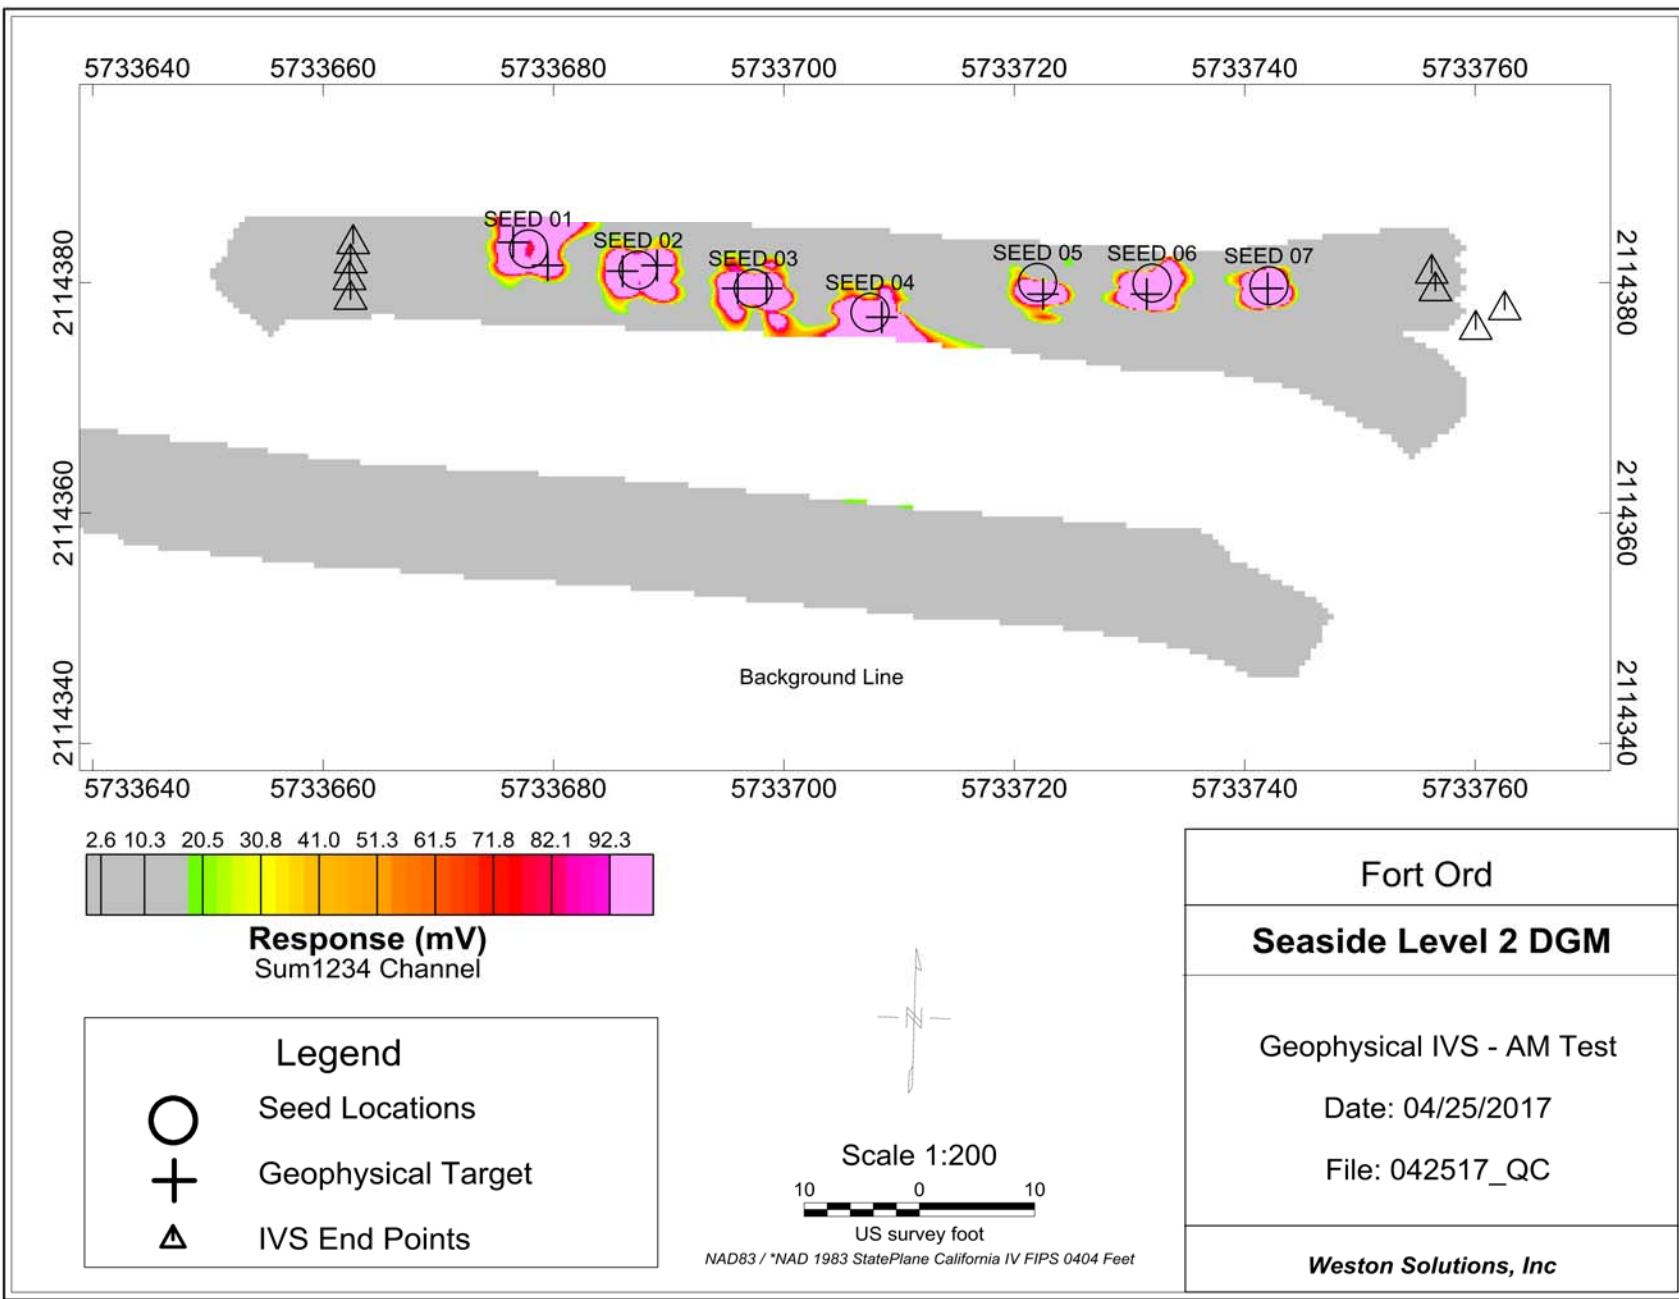 5733640 5733660 5733680 5733700 5733720 5733740 5733760
2114380
2114380
SEED 01
SEED 02
SEED 03
SEED 04
SEED 05
SEED 06
SEED 07
2114360
2114360
Background Line
2114340
2114340
5733640 5733660 5733680 5733700 5733720 5733740 5733760
2.6 10.3 20.5 30.8 41.0 51.3 61.5 71.8 82.1 92.3
Response (mV)
Sum1234 Channel
Legend
Seed Locations
Geophysical Target
IVS End Points
N
Scale 1:200
10 0 10
US survey foot
NAD83 / *NAD 1983 StatePlane California IV FIPS 0404 Feet
Fort Ord
Seaside Level 2 DGM
Geophysical IVS - AM Test
Date: 04/25/2017
File: 042517_QC
Weston Solutions, Inc